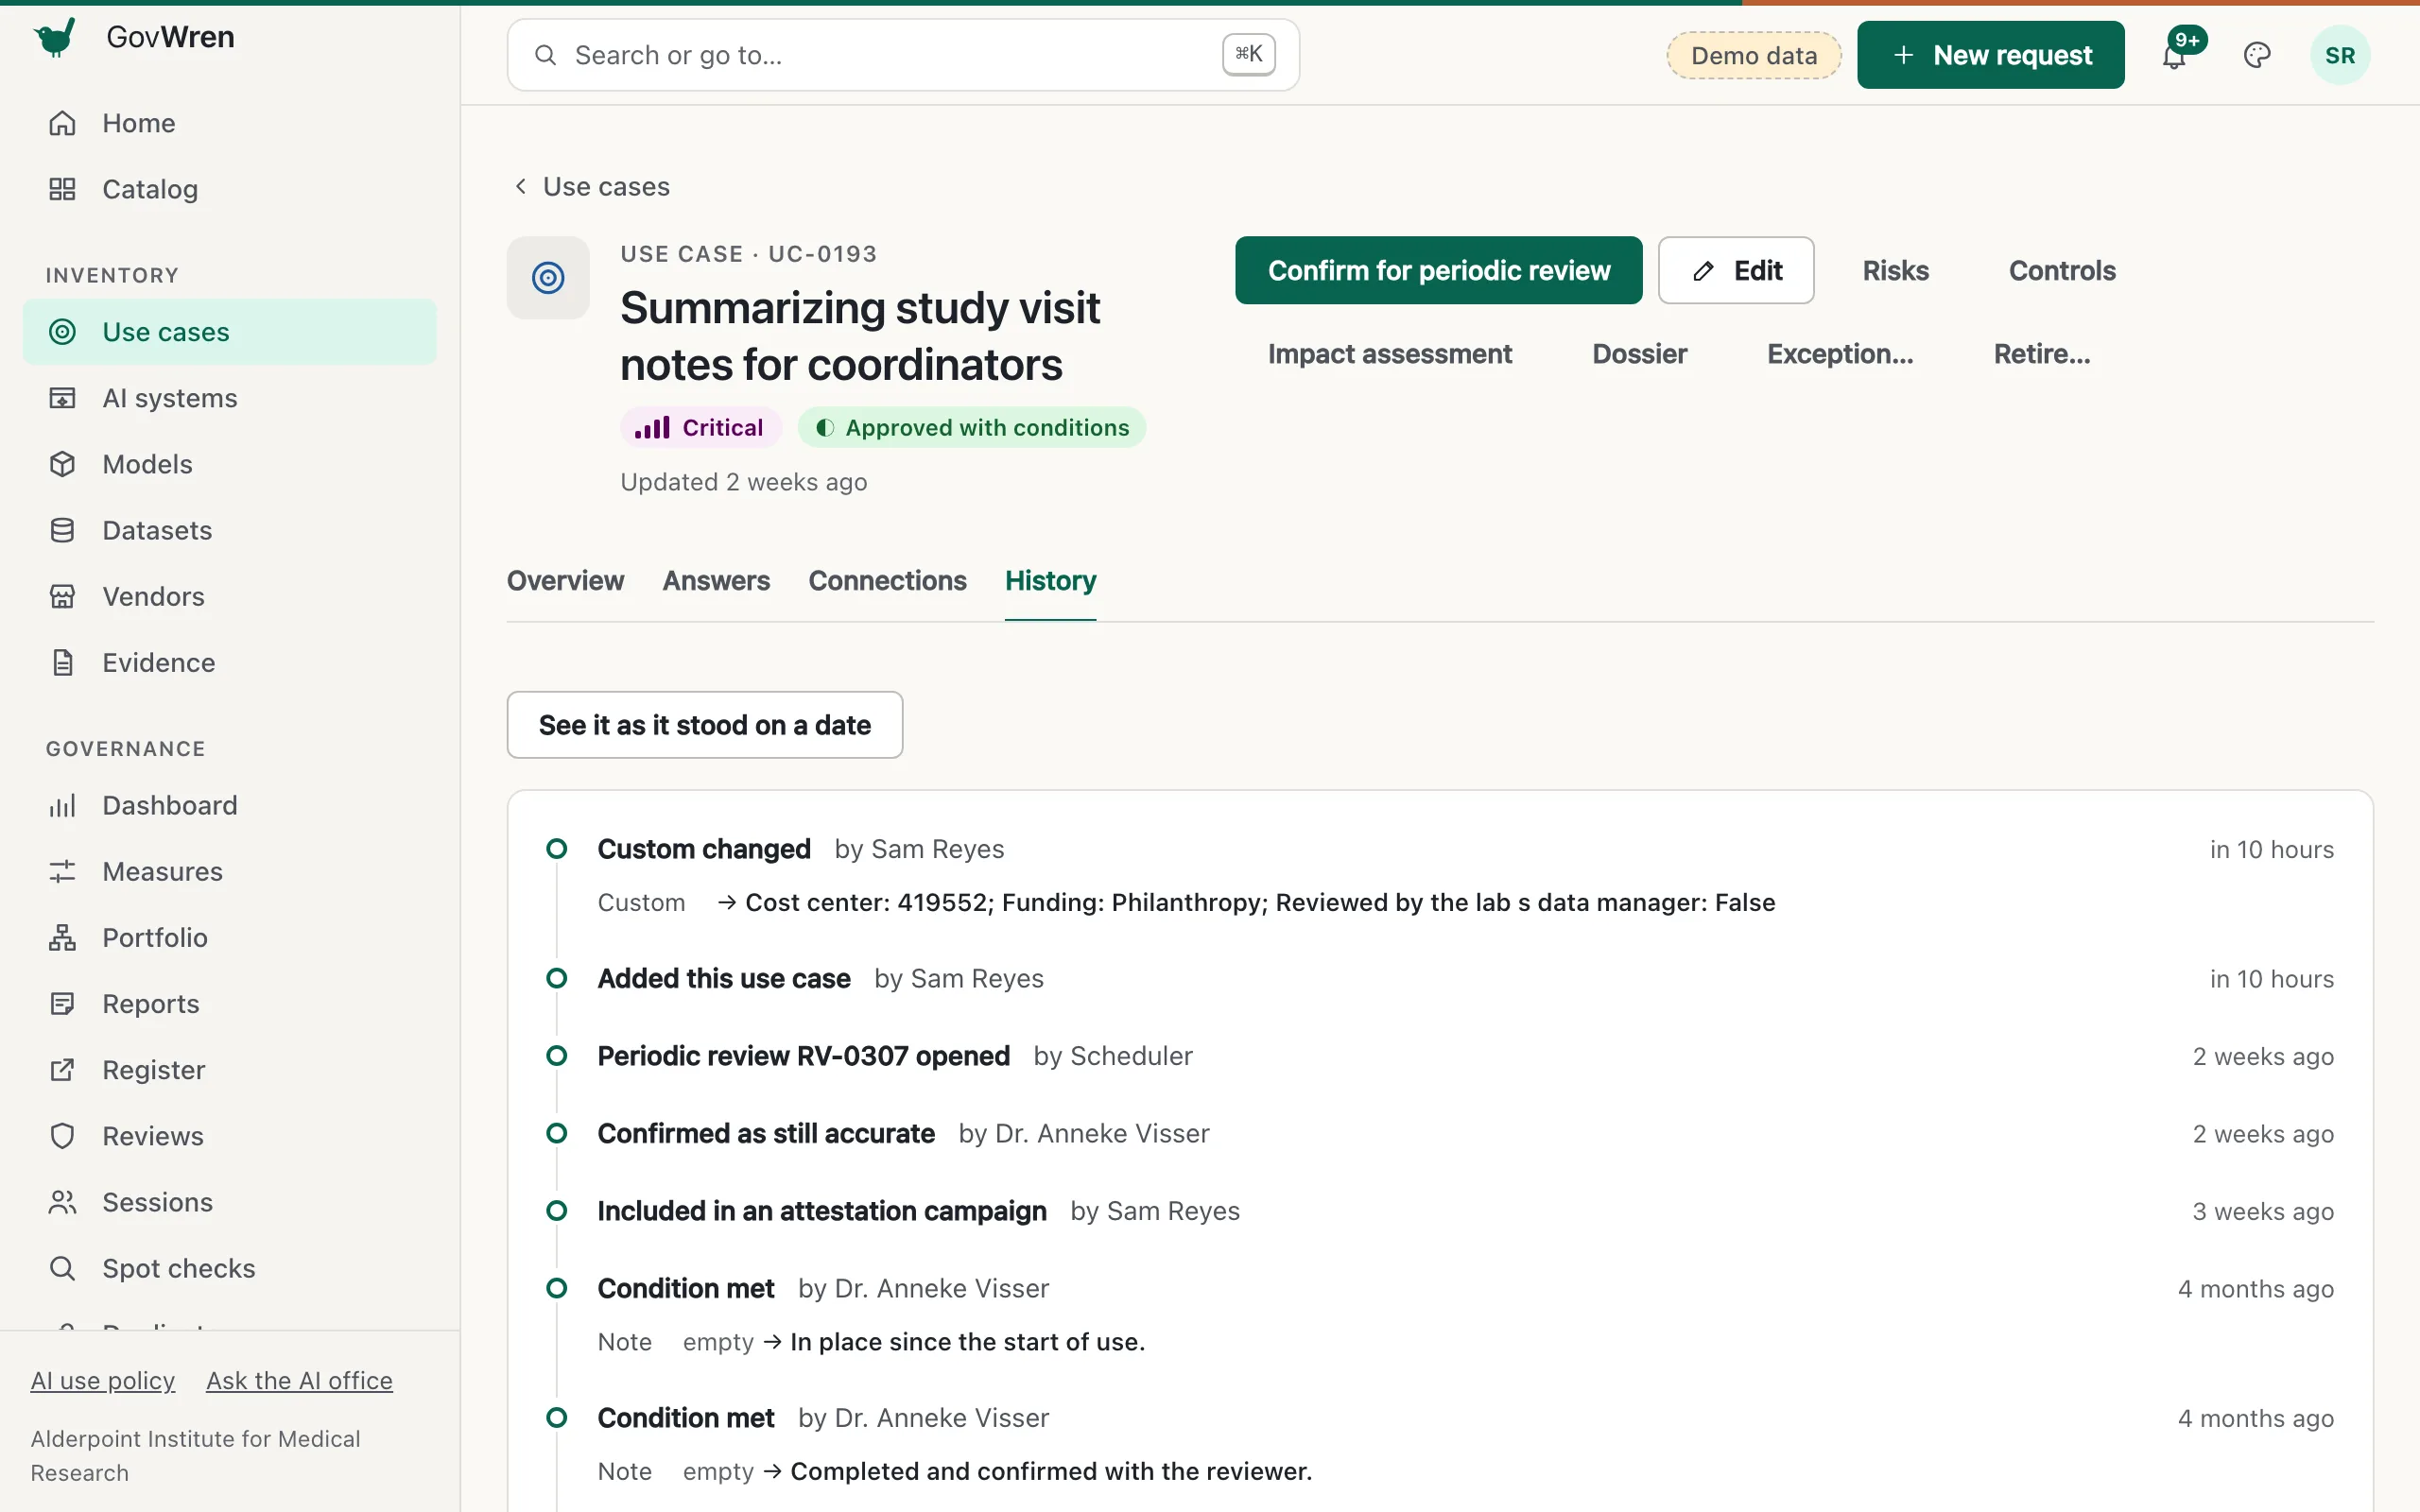 GovWren
Search or go to...
⌘K
Demo data
New request
9+
SR
Home
Catalog
INVENTORY
Use cases
AI systems
Models
Datasets
Vendors
Evidence
GOVERNANCE
Dashboard
Measures
Portfolio
Reports
Register
Reviews
Sessions
Spot checks
AI use policy
Ask the AI office
Alderpoint Institute for Medical
Research
Use cases
USE CASE · UC-0193
Summarizing study visit
notes for coordinators
Critical
Approved with conditions
Updated 2 weeks ago
Confirm for periodic review
Edit
Risks
Controls
Impact assessment
Dossier
Exception...
Retire...
Overview
Answers
Connections
History
See it as it stood on a date
Custom changed by Sam Reyes in 10 hours
Custom → Cost center: 419552; Funding: Philanthropy; Reviewed by the lab s data manager: False
Added this use case by Sam Reyes in 10 hours
Periodic review RV-0307 opened by Scheduler 2 weeks ago
Confirmed as still accurate by Dr. Anneke Visser 2 weeks ago
Included in an attestation campaign by Sam Reyes 3 weeks ago
Condition met by Dr. Anneke Visser 4 months ago
Note empty → In place since the start of use.
Condition met by Dr. Anneke Visser 4 months ago
Note empty → Completed and confirmed with the reviewer.